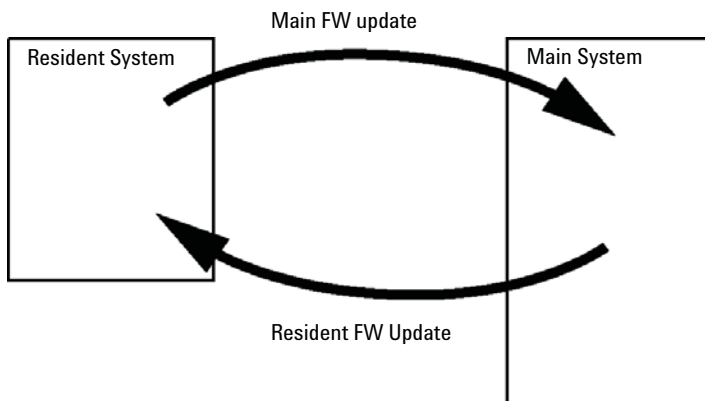 Main FW update
Resident System
Main System
Resident FW Update